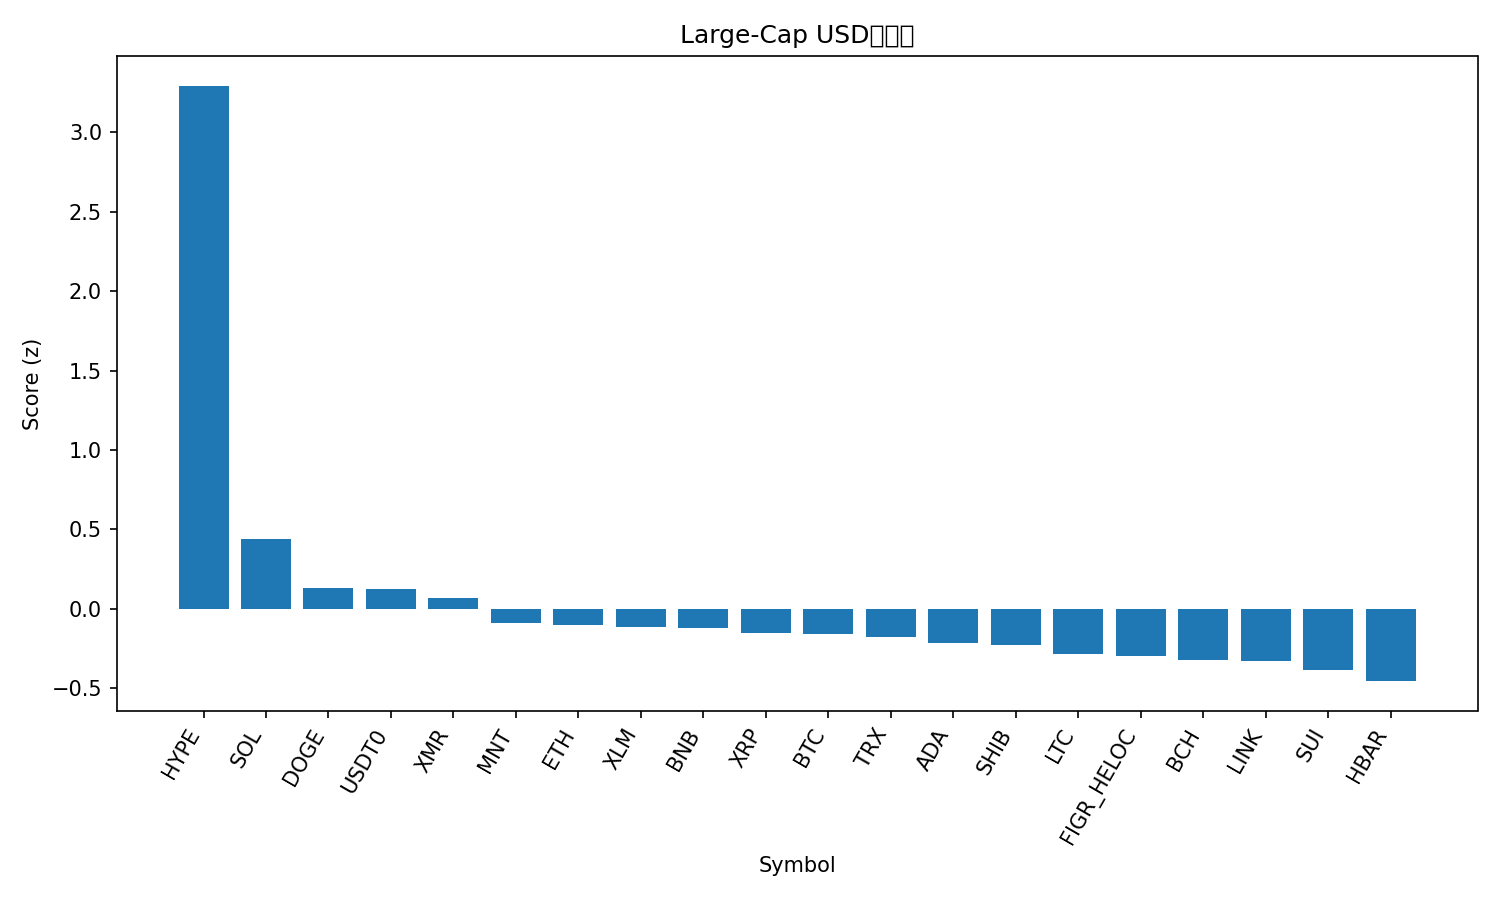 Large-Cap USD
Score (z)
3.0
2.5
2.0
1.5
1.0
0.5
0.0
−0.5
HYPE
SOL
DOGE
USDT0
XMR
MNT
ETH
XLM
BNB
XRP
BTC
TRX
ADA
SHIB
LTC
FIGR_HELOC
BCH
LINK
SUI
HBAR
Symbol